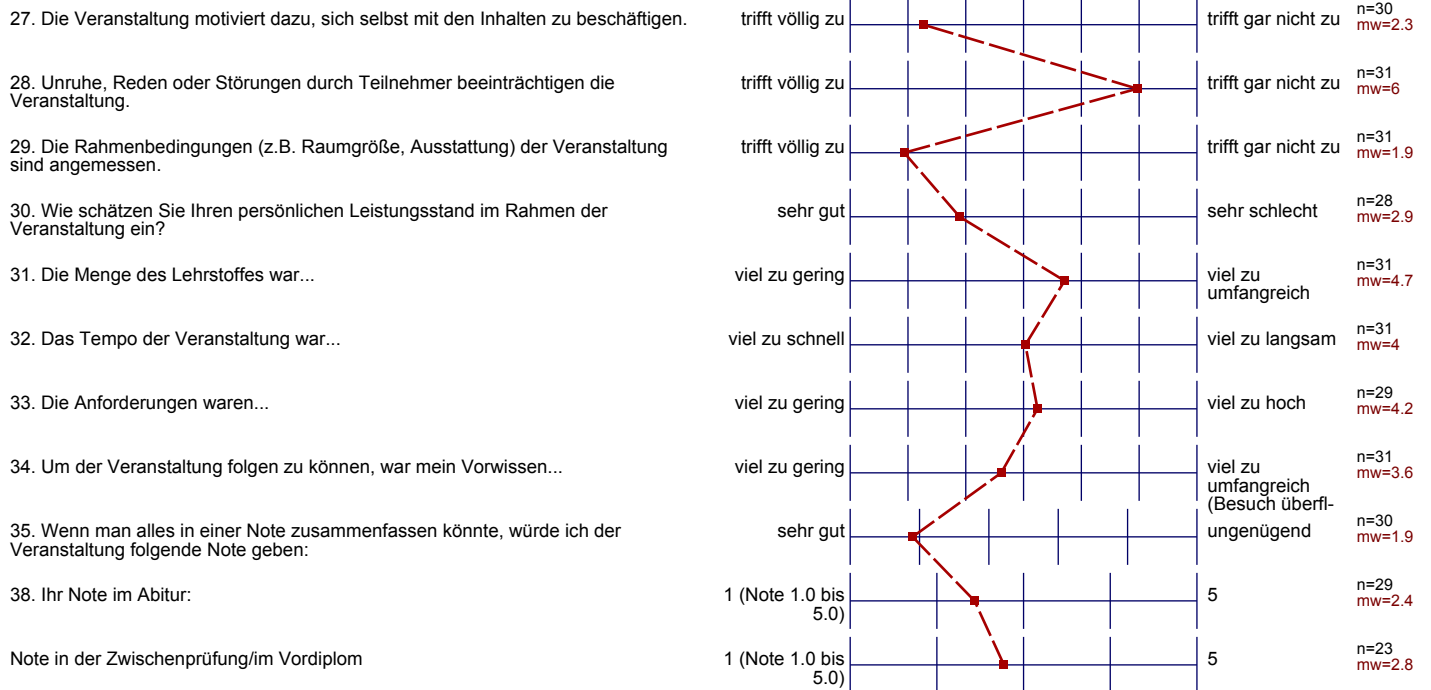 27. Die Veranstaltung motiviert dazu, sich selbst mit den Inhalten zu beschäftigen. trifft völlig zu trifft gar nicht zu n=30
mw=2.3
28. Unruhe, Reden oder Störungen durch Teilnehmer beeinträchtigen die
Veranstaltung. trifft völlig zu trifft gar nicht zu n=31
mw=6
29. Die Rahmenbedingungen (z.B. Raumgröße, Ausstattung) der Veranstaltung
sind angemessen. trifft völlig zu trifft gar nicht zu n=31
mw=1.9
30. Wie schätzen Sie Ihren persönlichen Leistungsstand im Rahmen der
Veranstaltung ein? sehr gut sehr schlecht n=28
mw=2.9
31. Die Menge des Lehrstoffes war... viel zu gering viel zu
umfangreich n=31
mw=4.7
32. Das Tempo der Veranstaltung war... viel zu schnell viel zu langsam n=31
mw=4
33. Die Anforderungen waren... viel zu gering viel zu hoch n=29
mw=4.2
34. Um der Veranstaltung folgen zu können, war mein Vorwissen... viel zu gering viel zu
umfangreich
(Besuch überfl- n=31
mw=3.6
35. Wenn man alles in einer Note zusammenfassen könnte, würde ich der
Veranstaltung folgende Note geben: sehr gut ungenügend n=30
mw=1.9
38. Ihr Note im Abitur: 1 (Note 1.0 bis
5.0) 5 n=29
mw=2.4
Note in der Zwischenprüfung/im Vordiplom 1 (Note 1.0 bis
5.0) 5 n=23
mw=2.8